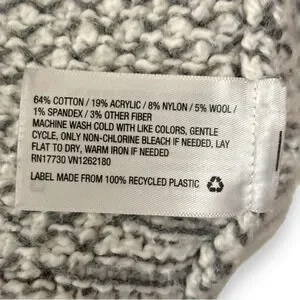 64% COTTON / 19% ACRYLIC / 8% NYLON / 5% WOOL /
1% SPANDEX / 3% OTHER FIBER
MACHINE WASH COLD WITH LIKE COLORS, GENTLE
CYCLE, ONLY NON-CHLORINE BLEACH IF NEEDED, LAY
FLAT TO DRY, WARM IRON IF NEEDED
RN17730 VN1262180
LABEL MADE FROM 100% RECYCLED PLASTIC